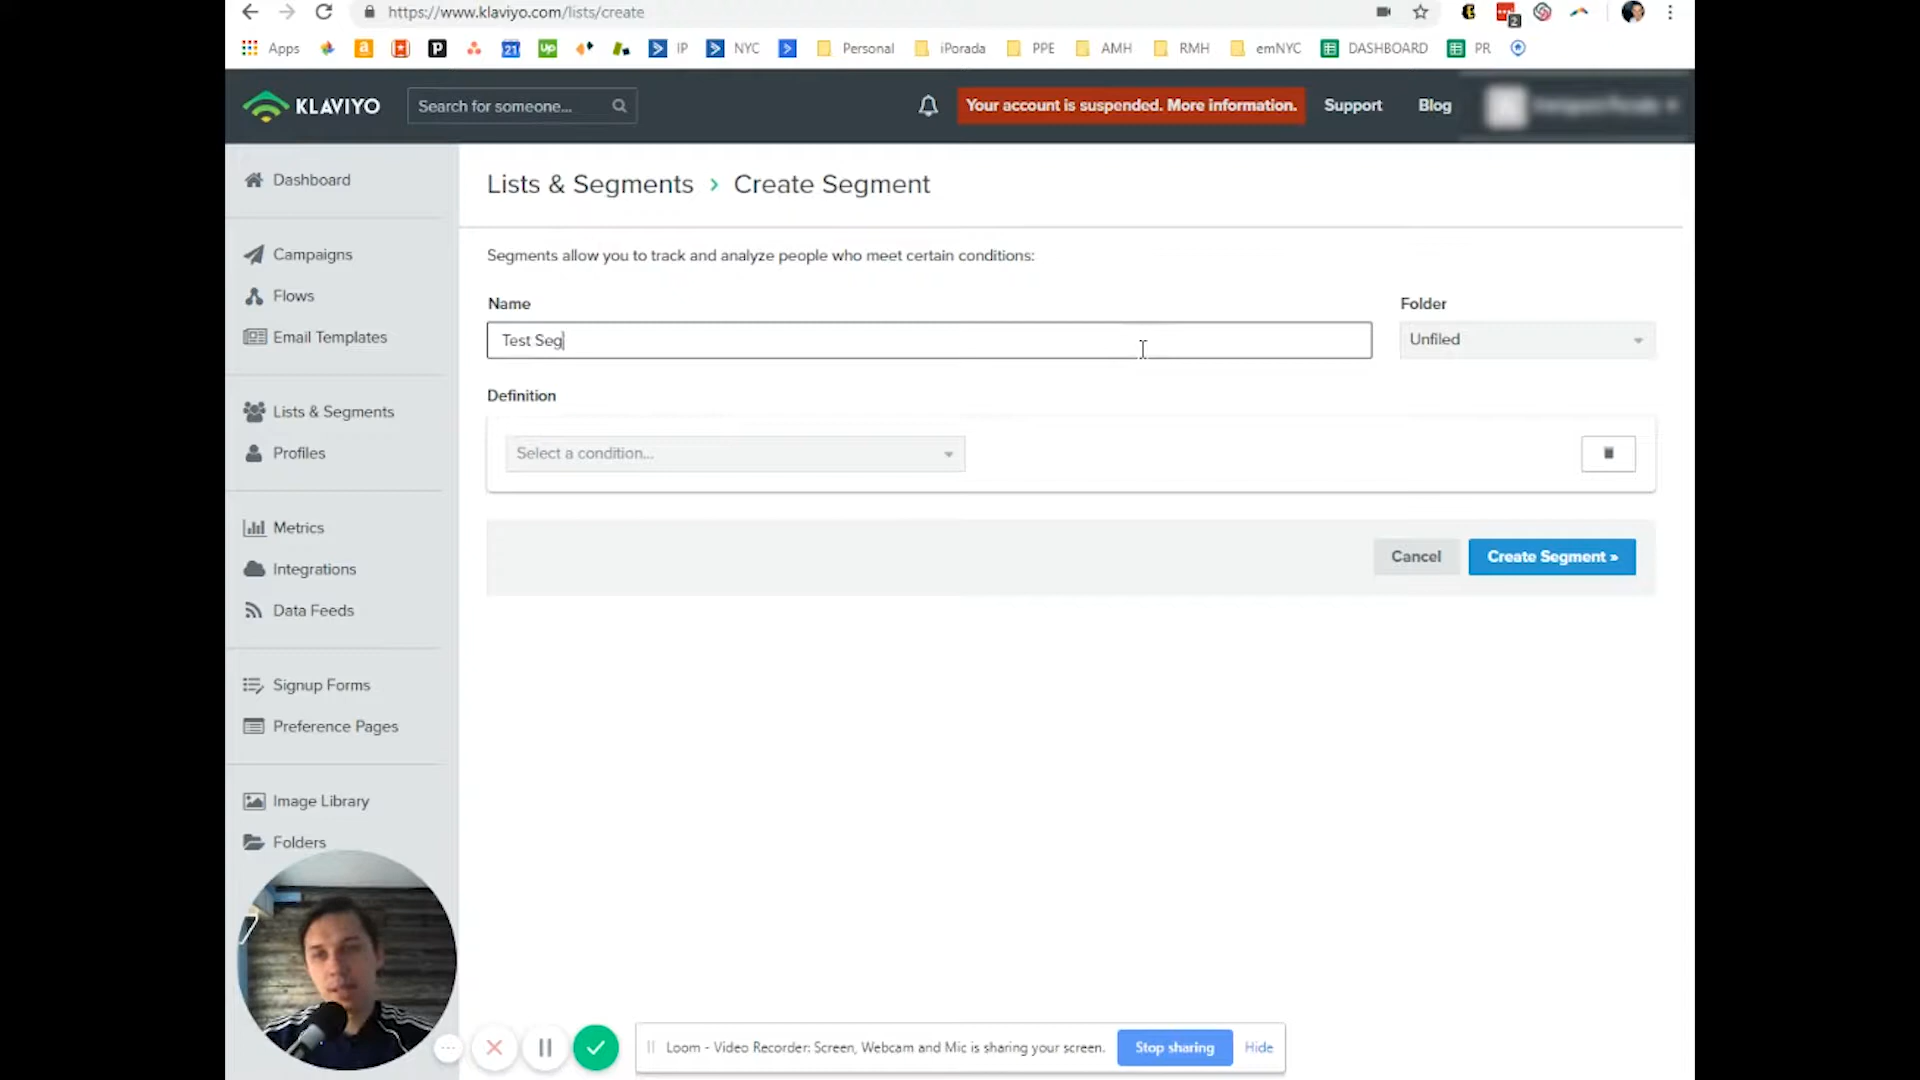 https://www.klaviyo.com/lists/create
2
Apps
a
P
21
up
IP
NYC
Personal
iPorada
PPE
AMH
RMH
emNYC
DASHBOARD
PR
KLAVIYO
Search for someone...
Your account is suspended. More information.
Support
Blog
Dashboard
Campaigns
Flows
Email Templates
Lists & Segments
Profiles
Metrics
Integrations
Data Feeds
Signup Forms
Preference Pages
Image Library
Folders
Lists & Segments › Create Segment
Segments allow you to track and analyze people who meet certain conditions:
Name
Folder
Test Seg
Unfiled
Definition
Select a condition...
Cancel
Create Segment »
Loom - Video Recorder: Screen, Webcam and Mic is sharing your screen.
Stop sharing
Hide